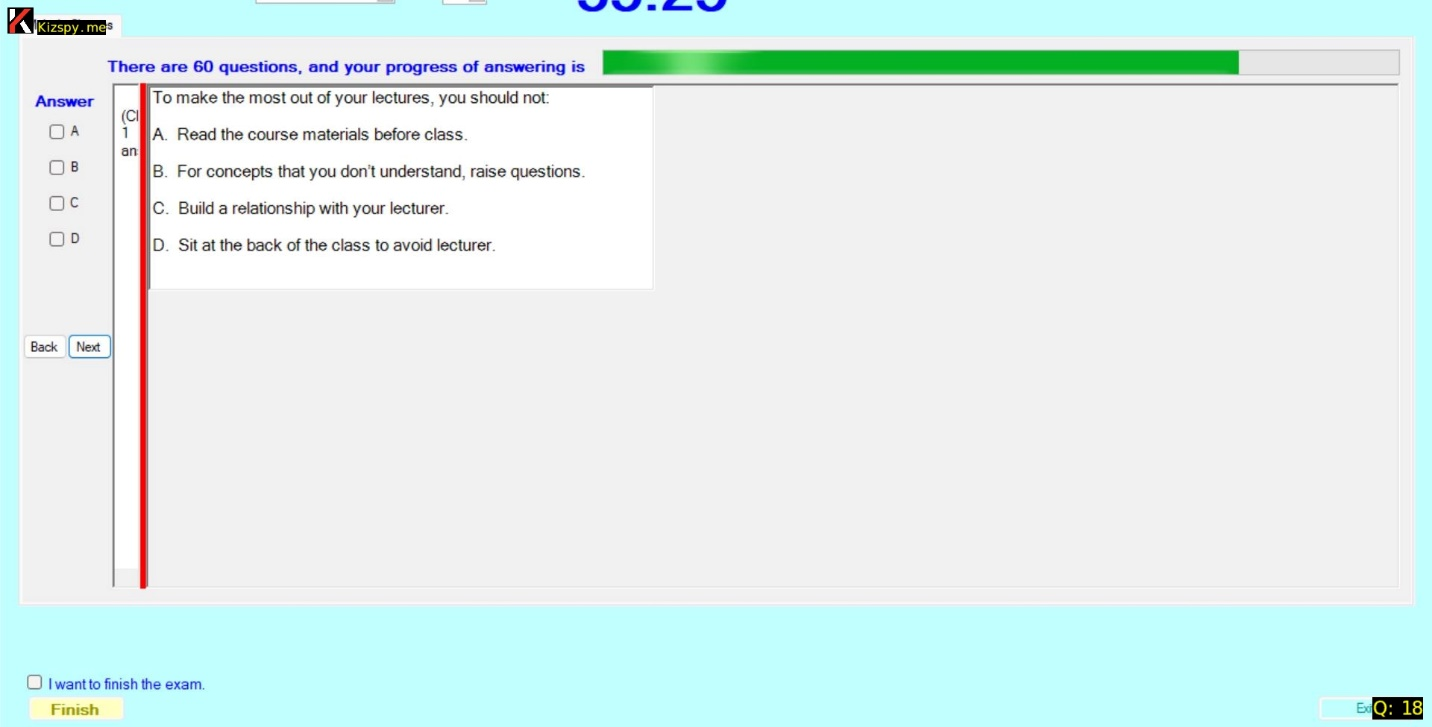 Kizspy.me
There are 60 questions, and your progress of answering is
Answer
A
B
C
D
Back Next
(Cl
1
an
To make the most out of your lectures, you should not:
A. Read the course materials before class.
B. For concepts that you don't understand, raise questions.
C. Build a relationship with your lecturer.
D. Sit at the back of the class to avoid lecturer.
I want to finish the exam.
Finish
Q: 18